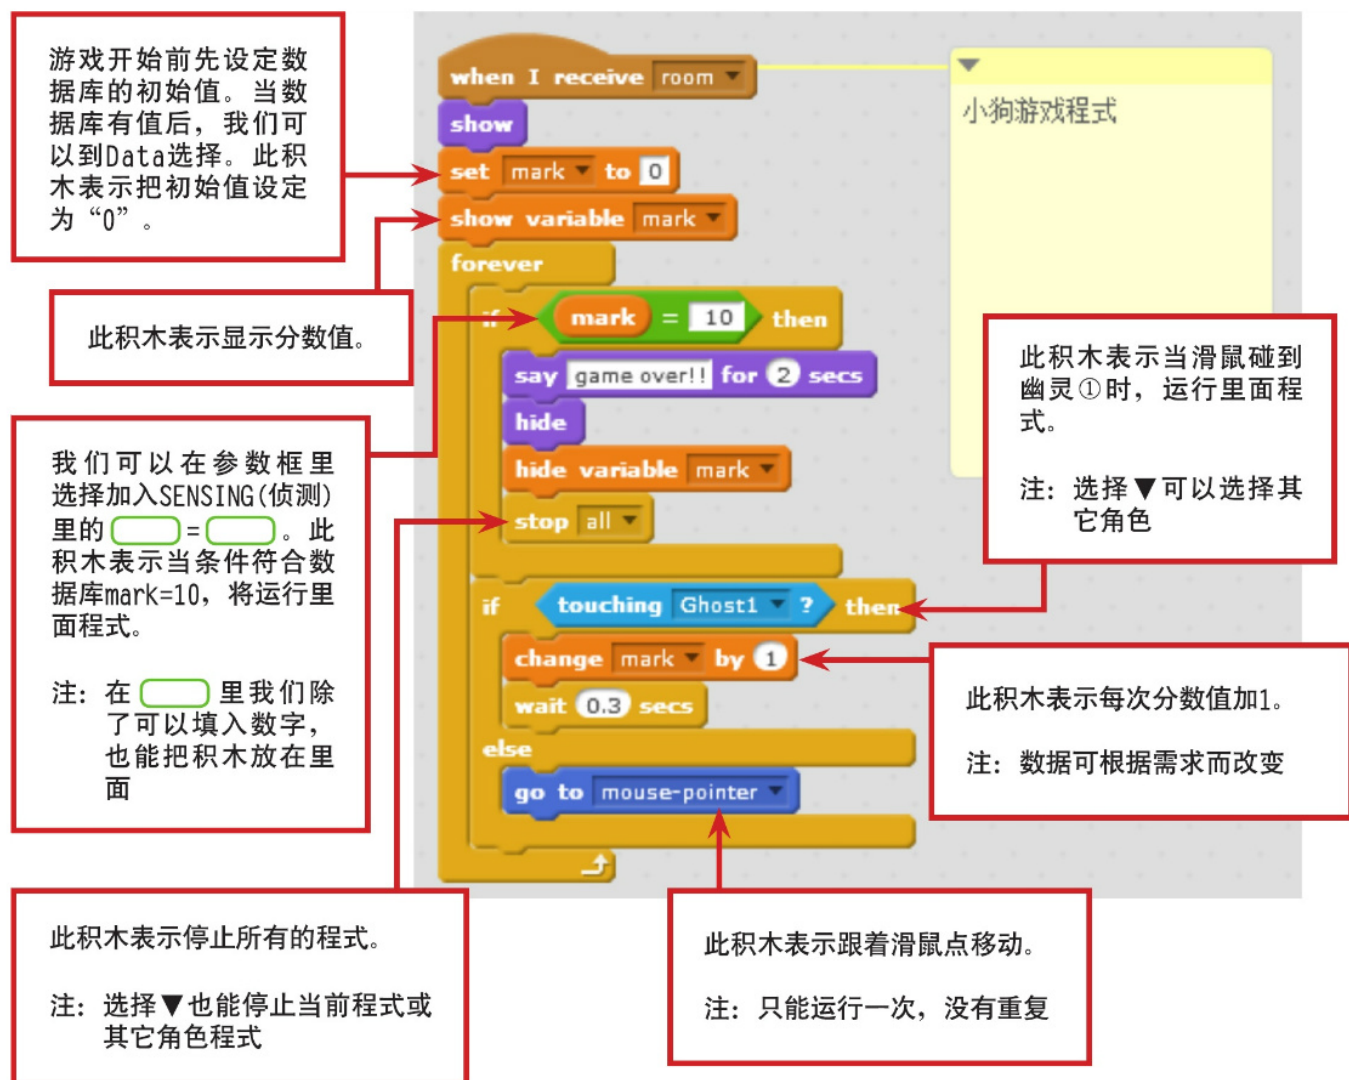 游戏开始前先设定数
据库的初始值。当数
据库有值后，我们可
以到Data选择。此积
木表示把初始值设定
为“0”。
此积木表示显示分数值。
我们可以在参数框里
选择加入SENSING(侦测)
里的 = 。此
积木表示当条件符合数
据库mark=10，将运行里
面程式。
注：在 里我们除
了可以填入数字，
也能把积木放在里
面
此积木表示停止所有的程式。
注：选择▼也能停止当前程式或
其它角色程式
when I receive room
show
set mark to 0
show variable mark
forever
if mark = 10 then
say game over!! for 2 secs
hide
hide variable mark
stop all
if touching Ghost1 ? then
change mark by 1
wait 0.3 secs
else
go to mouse-pointer
小狗游戏程式
此积木表示当滑鼠碰到
幽灵①时，运行里面程
式。
注：选择▼可以选择其
它角色
此积木表示每次分数值加1。
注：数据可根据需求而改变
此积木表示跟着滑鼠点移动。
注：只能运行一次，没有重复